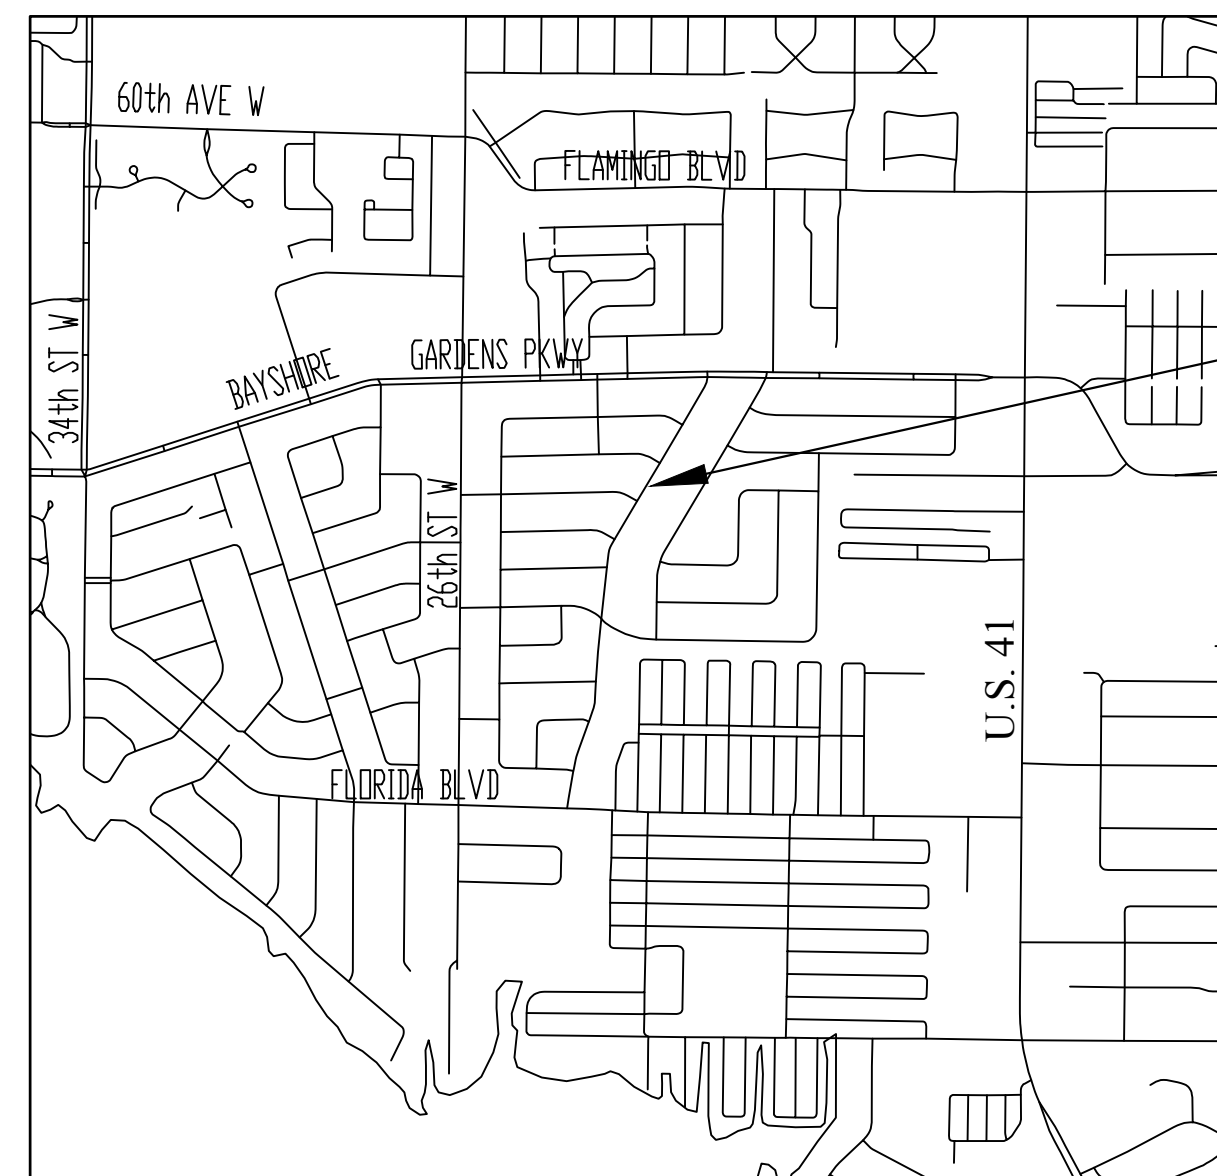 60th AVE W
FLAMINGO BLVD
34th ST W
BAYSHORE
GARDENS PKWY
26th ST W
U.S. 41
FLORIDA BLVD